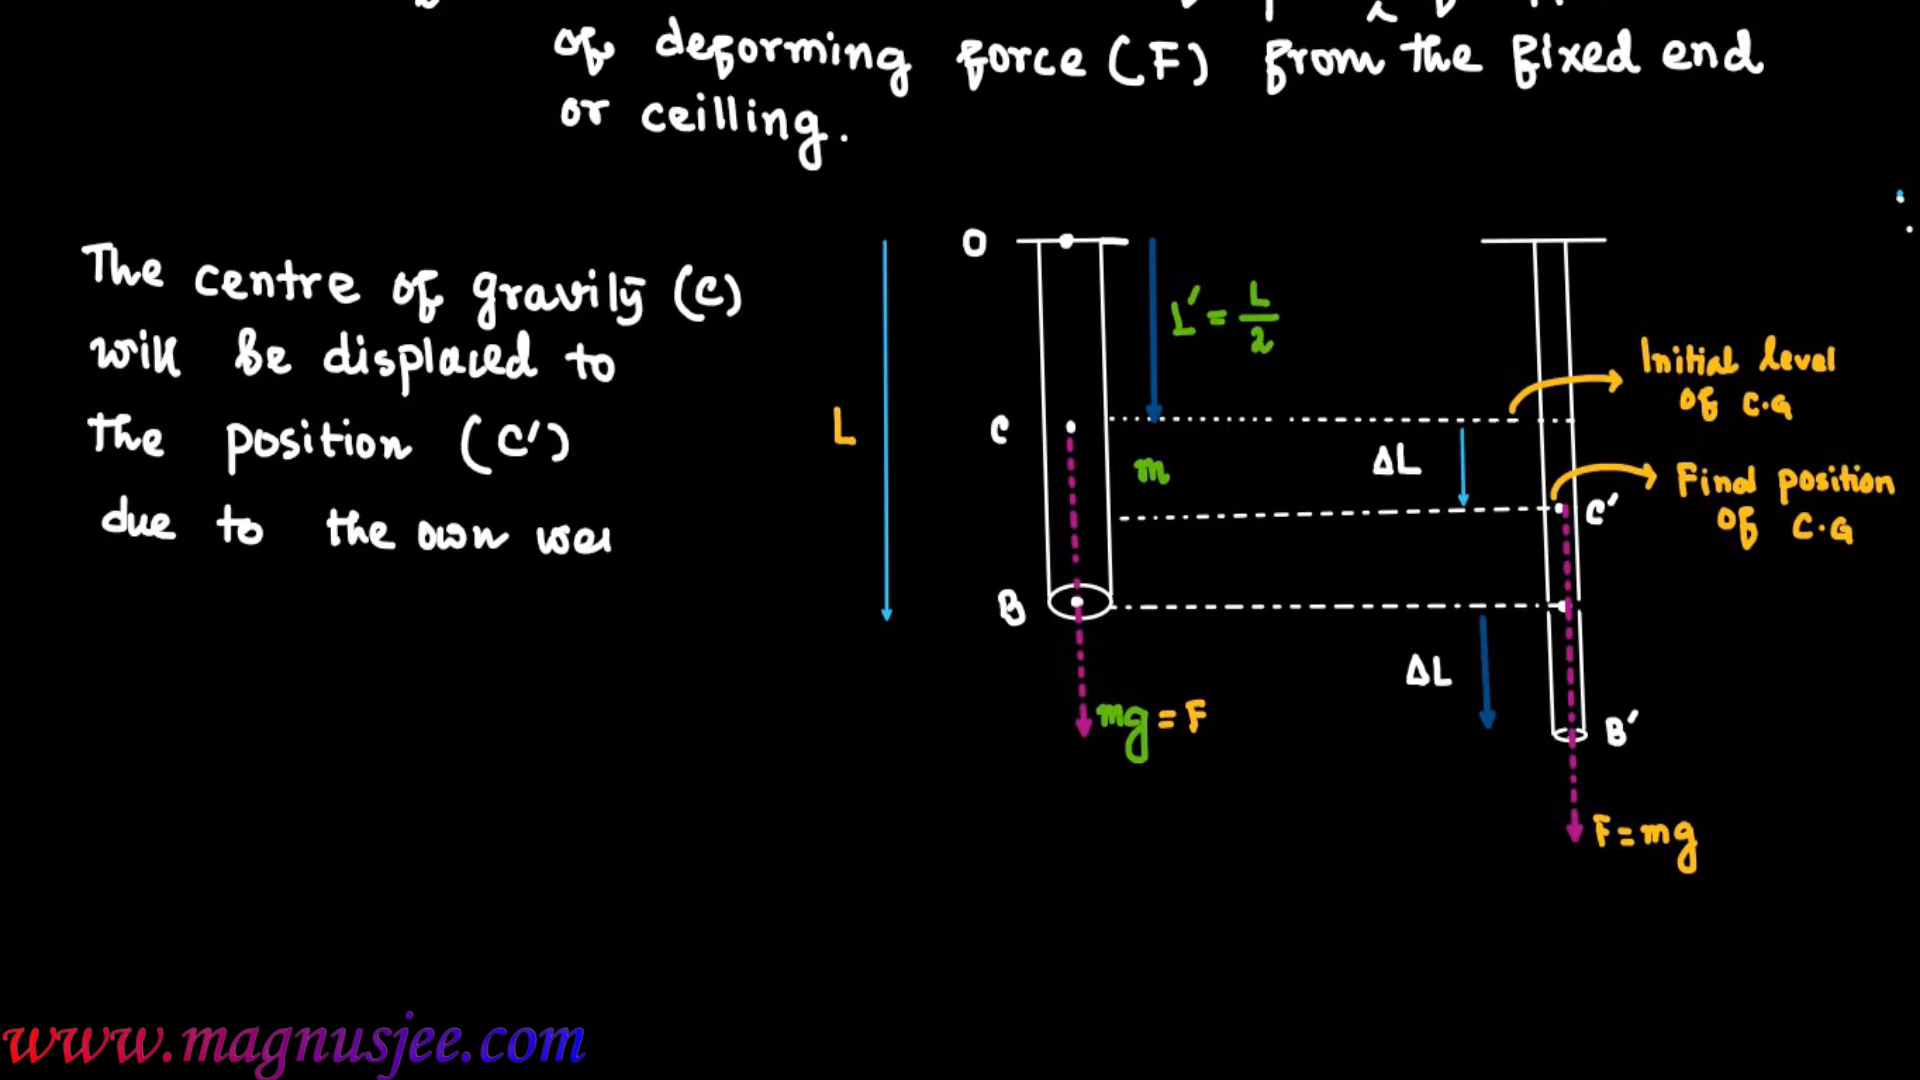 of deforming force (F) from the fixed end
or ceilling.
The centre of gravity (C)
will be displaced to
the position (C')
due to the own wei
O
L' = L/2
Initial level
of C.G
L
C
m
ΔL
Final position
of C.G
C'
B
ΔL
mg = F
B'
F = mg
www.magnusjee.com